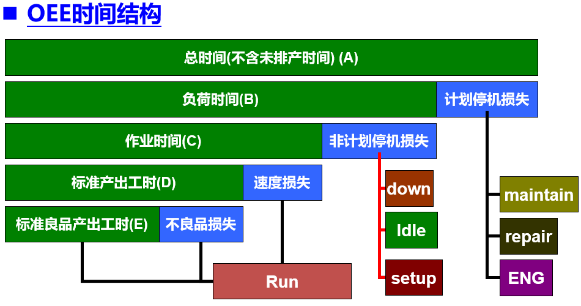 OEE时间结构
总时间(不含未排产时间) (A)
负荷时间(B)
计划停机损失
作业时间(C)
非计划停机损失
标准产出工时(D)
速度损失
down
maintain
标准良品产出工时(E)
不良品损失
Idle
repair
Run
setup
ENG